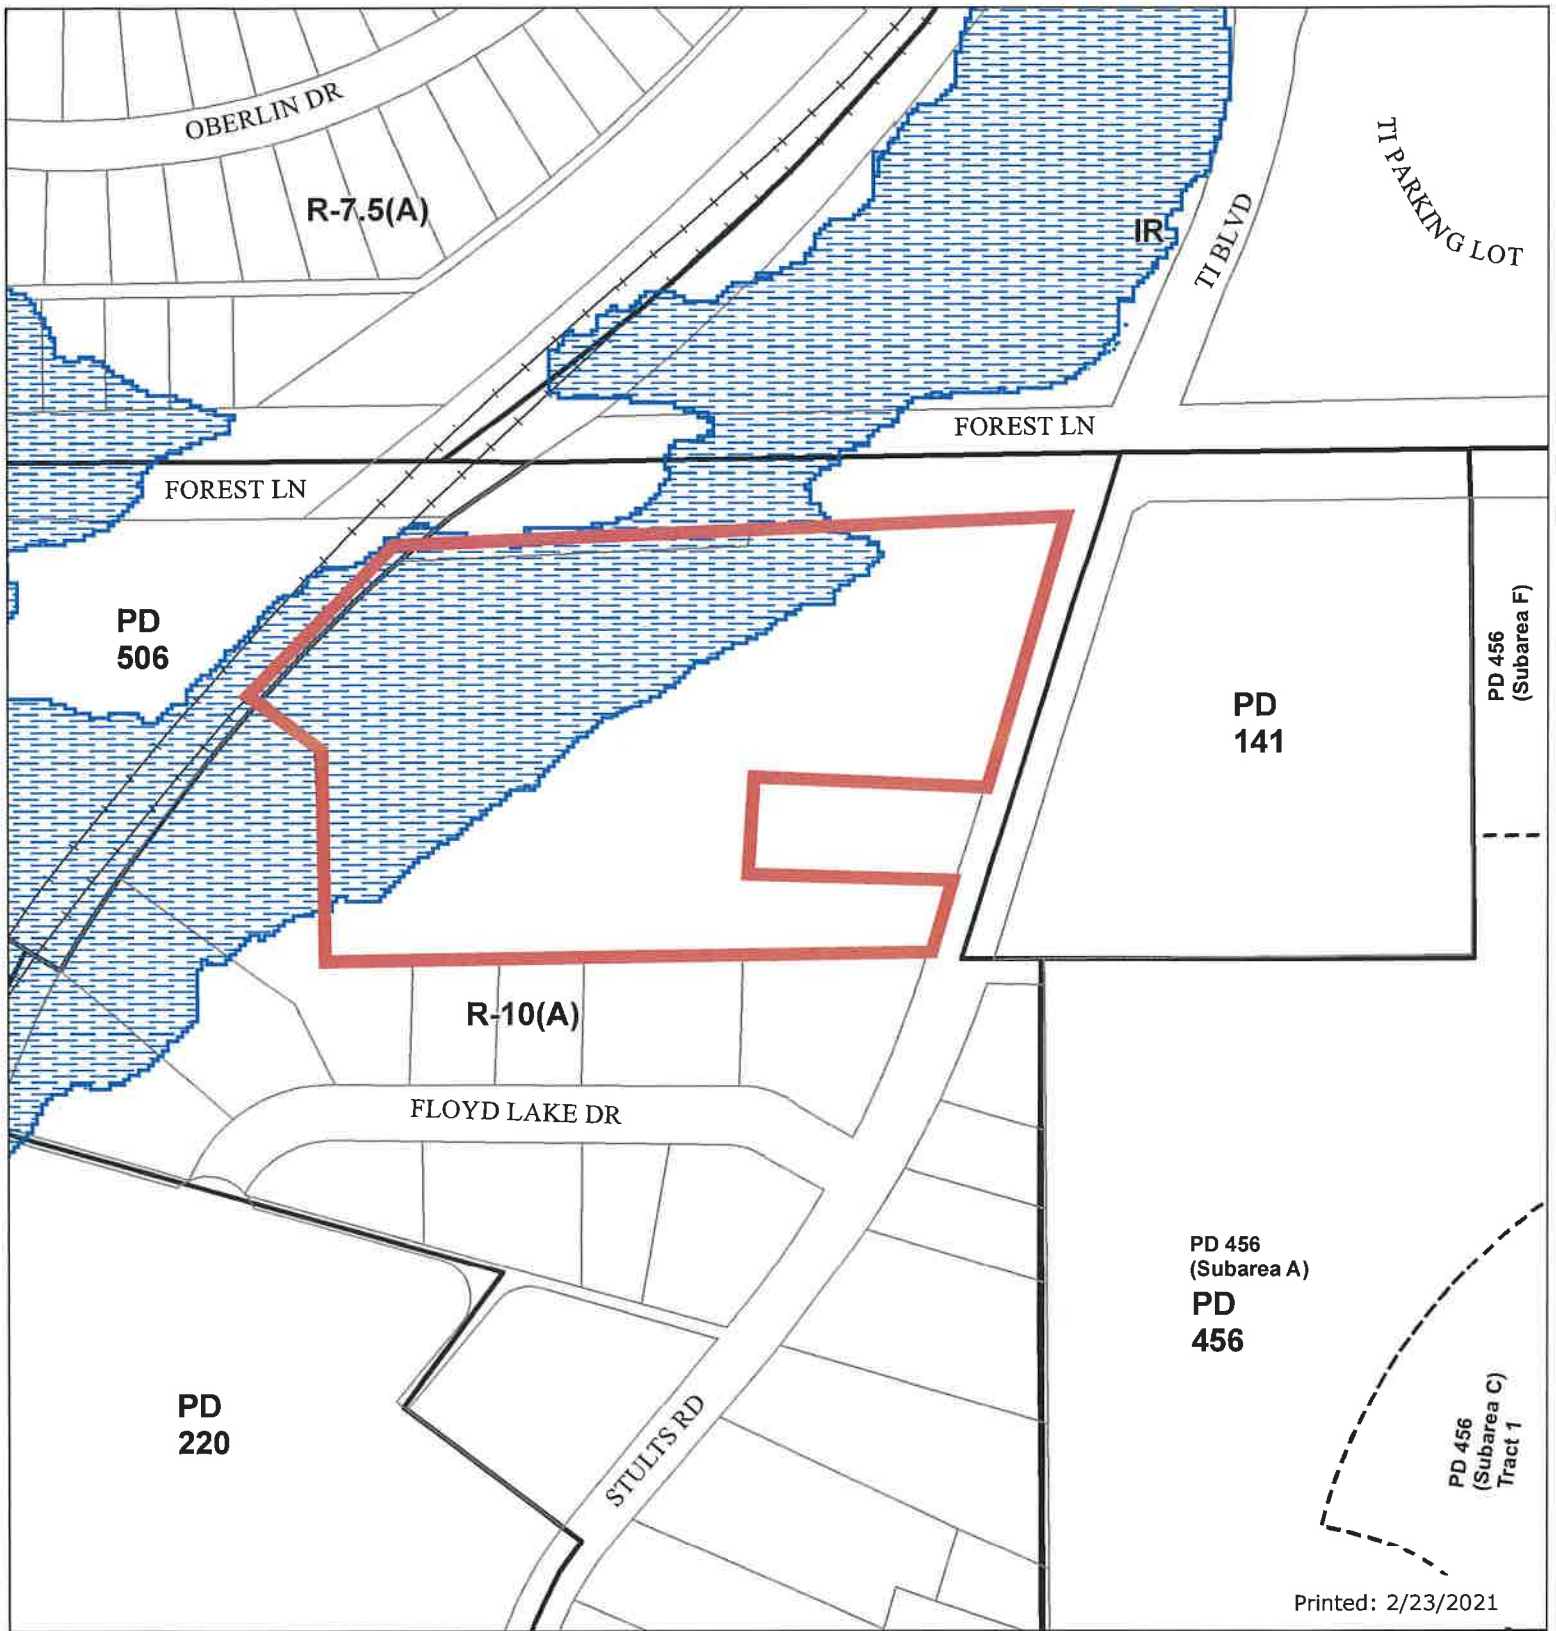 OBERLIN DR
R-7.5(A)
TI PARKING LOT
IR
TI BLVD
FOREST LN
FOREST LN
PD
506
PD 456
(Subarea F)
PD
141
R-10(A)
FLOYD LAKE DR
PD 456
(Subarea A)
PD
456
PD
220
STULTS RD
PD 456
(Subarea C)
Tract 1
Printed: 2/23/2021